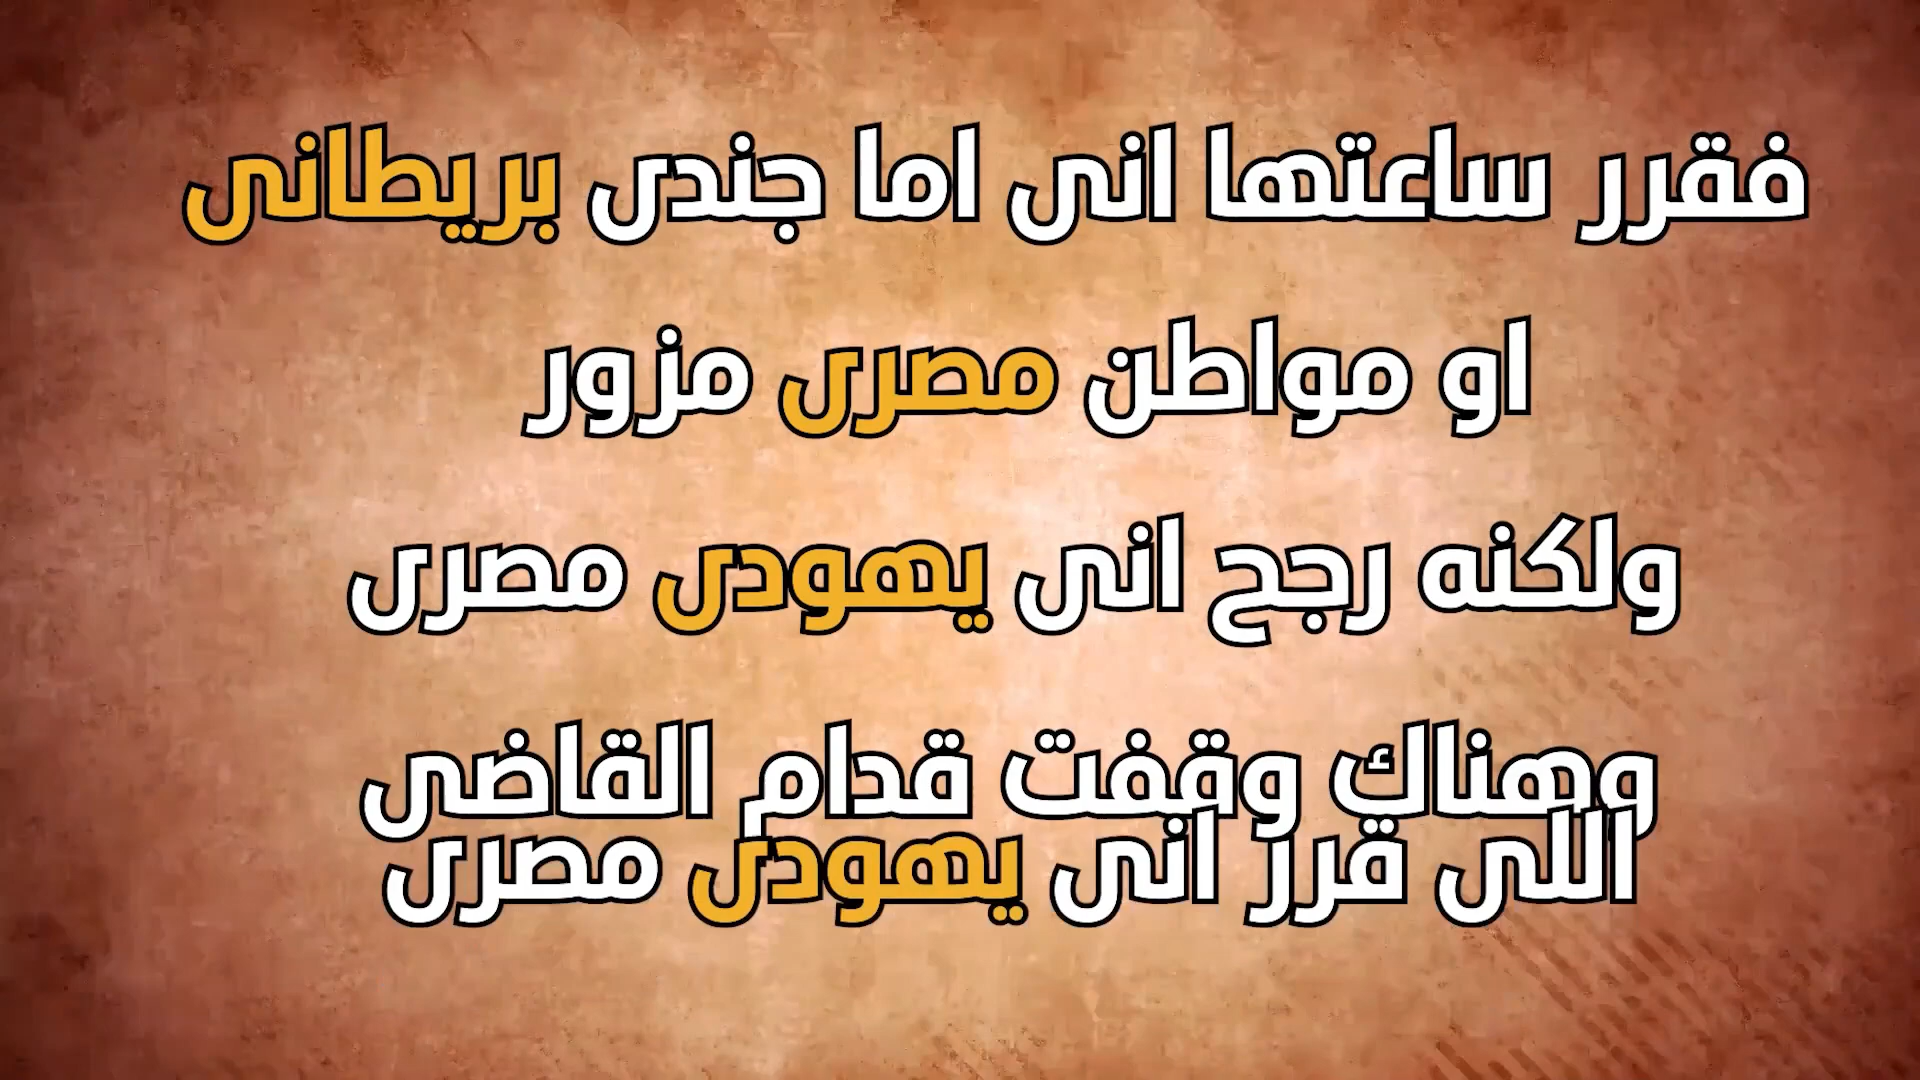 فقرر ساعتها انى اما جندى بريطانى
او مواطن مصرى مزور
ولكنه رجح انى يهودى مصرى
وهناك وقفت قدام القاضى
اللى قرر انى يهودى مصرى